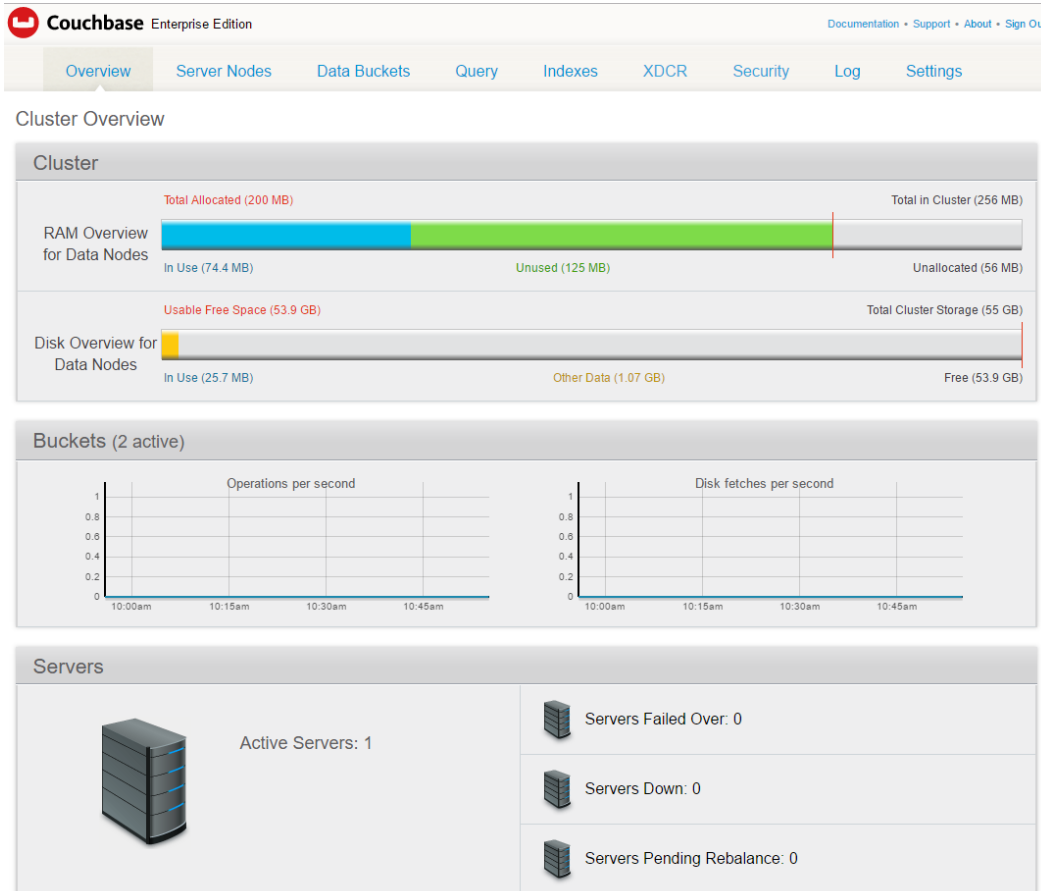 Couchbase Enterprise Edition
Documentation • Support • About • Sign Ou
Overview Server Nodes Data Buckets Query Indexes XDCR Security Log Settings
Cluster Overview
Cluster
Total Allocated (200 MB) Total in Cluster (256 MB)
RAM Overview
for Data Nodes
In Use (74.4 MB) Unused (125 MB) Unallocated (56 MB)
Usable Free Space (53.9 GB) Total Cluster Storage (55 GB)
Disk Overview for
Data Nodes
In Use (25.7 MB) Other Data (1.07 GB) Free (53.9 GB)
Buckets (2 active)
Operations per second
1
0.8
0.6
0.4
0.2
0
10:00am 10:15am 10:30am 10:45am
Disk fetches per second
1
0.8
0.6
0.4
0.2
0
10:00am 10:15am 10:30am 10:45am
Servers
Active Servers: 1
Servers Failed Over: 0
Servers Down: 0
Servers Pending Rebalance: 0